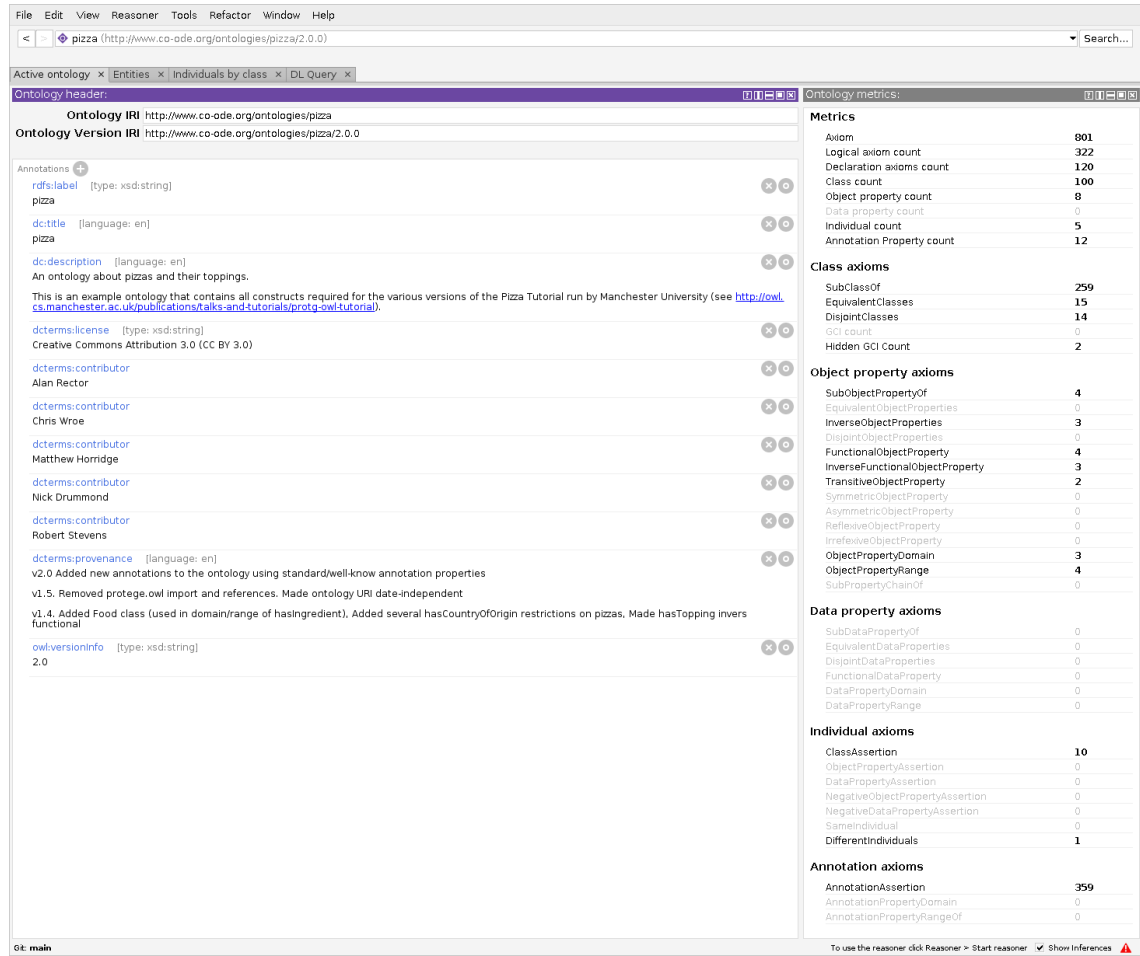 File Edit View Reasoner Tools Refactor Window Help
< > pizza (http://www.co-ode.org/ontologies/pizza/2.0.0) Search...
Active ontology × Entities × Individuals by class × DL Query ×
Ontology header:
Ontology IRI http://www.co-ode.org/ontologies/pizza
Ontology Version IRI http://www.co-ode.org/ontologies/pizza/2.0.0
Annotations
rdfs:label [type: xsd:string]
pizza
dc:title [language: en]
pizza
dc:description [language: en]
An ontology about pizzas and their toppings.
This is an example ontology that contains all constructs required for the various versions of the Pizza Tutorial run by Manchester University (see http://owl.
cs.manchester.ac.uk/publications/talks-and-tutorials/protg-owl-tutorial).
dcterms:license [type: xsd:string]
Creative Commons Attribution 3.0 (CC BY 3.0)
dcterms:contributor
Alan Rector
dcterms:contributor
Chris Wroe
dcterms:contributor
Matthew Horridge
dcterms:contributor
Nick Drummond
dcterms:contributor
Robert Stevens
dcterms:provenance [language: en]
v2.0 Added new annotations to the ontology using standard/well-know annotation properties
v1.5. Removed protege.owl import and references. Made ontology URI date-independent
v1.4. Added Food class (used in domain/range of hasIngredient), Added several hasCountryOfOrigin restrictions on pizzas, Made hasTopping invers
functional
owl:versionInfo [type: xsd:string]
2.0
Ontology metrics:
Metrics
Axiom 801
Logical axiom count 322
Declaration axioms count 120
Class count 100
Object property count 8
Data property count 0
Individual count 5
Annotation Property count 12
Class axioms
SubClassOf 259
EquivalentClasses 15
DisjointClasses 14
GCI count 0
Hidden GCI Count 2
Object property axioms
SubObjectPropertyOf 4
EquivalentObjectProperties 0
InverseObjectProperties 3
DisjointObjectProperties 0
FunctionalObjectProperty 4
InverseFunctionalObjectProperty 3
TransitiveObjectProperty 2
SymmetricObjectProperty 0
AsymmetricObjectProperty 0
ReflexiveObjectProperty 0
IrrefexiveObjectProperty 0
ObjectPropertyDomain 3
ObjectPropertyRange 4
SubPropertyChainOf 0
Data property axioms
SubDataPropertyOf 0
EquivalentDataProperties 0
DisjointDataProperties 0
FunctionalDataProperty 0
DataPropertyDomain 0
DataPropertyRange 0
Individual axioms
ClassAssertion 10
ObjectPropertyAssertion 0
DataPropertyAssertion 0
NegativeObjectPropertyAssertion 0
NegativeDataPropertyAssertion 0
SameIndividual 0
DifferentIndividuals 1
Annotation axioms
AnnotationAssertion 359
AnnotationPropertyDomain 0
AnnotationPropertyRangeOf 0
Git: main
To use the reasoner click Reasoner > Start reasoner Show Inferences